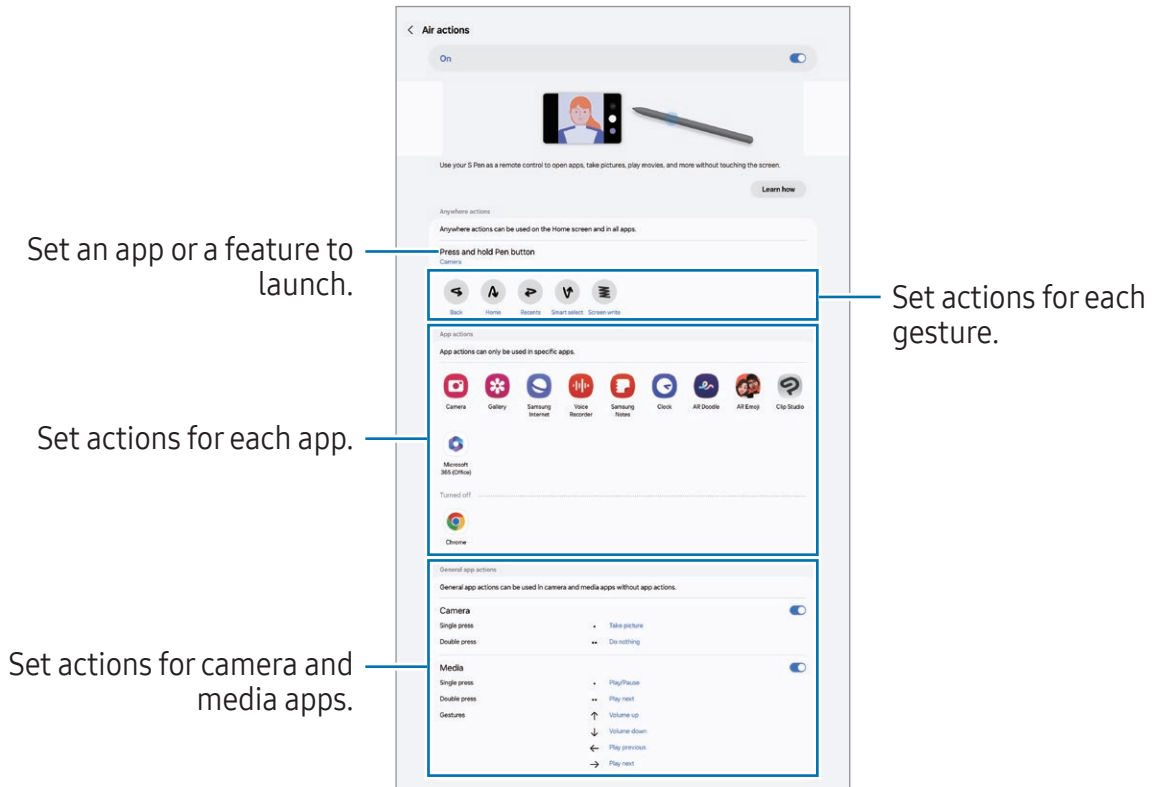 Air actions
On
Use your S Pen as a remote control to open apps, take pictures, play movies, and more without touching the screen.
Learn how
Anywhere actions
Anywhere actions can be used on the Home screen and in all apps.
Set an app or a feature to
launch.
Press and hold Pen button
Camera
Back Home Recents Smart select Screen write
Set actions for each
gesture.
App actions
App actions can only be used in specific apps.
Camera Gallery Samsung Internet Voice Recorder Samsung Notes Clock AR Doodle AR Emoji Clip Studio
Set actions for each app.
Microsoft
365 (Office)
Turned off
Chrome
General app actions
General app actions can be used in camera and media apps without app actions.
Camera
Single press Take picture
Double press Do nothing
Set actions for camera and
media apps.
Media
Single press Play/Pause
Double press Play next
Gestures Volume up
Volume down
Play previous
Play next